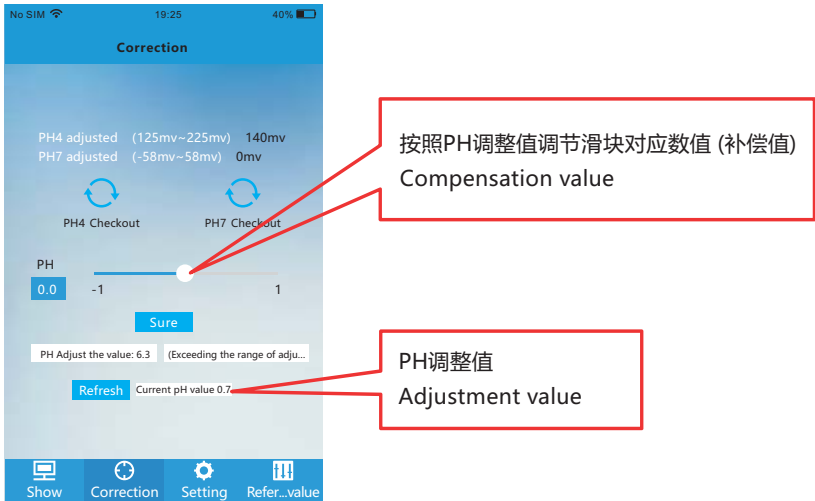 No SIM 19:25 40%
Correction
PH4 adjusted (125mv~225mv) 140mv
PH7 adjusted (-58mv~58mv) 0mv
PH4 Checkout PH7 Checkout
按照PH调整值调节滑块对应数值 (补偿值)
Compensation value
PH
0.0 -1 1
Sure
PH Adjust the value: 6.3 (Exceeding the range of adju...
Refresh Current pH value 0.7
PH调整值
Adjustment value
Show Correction Setting Refer...value